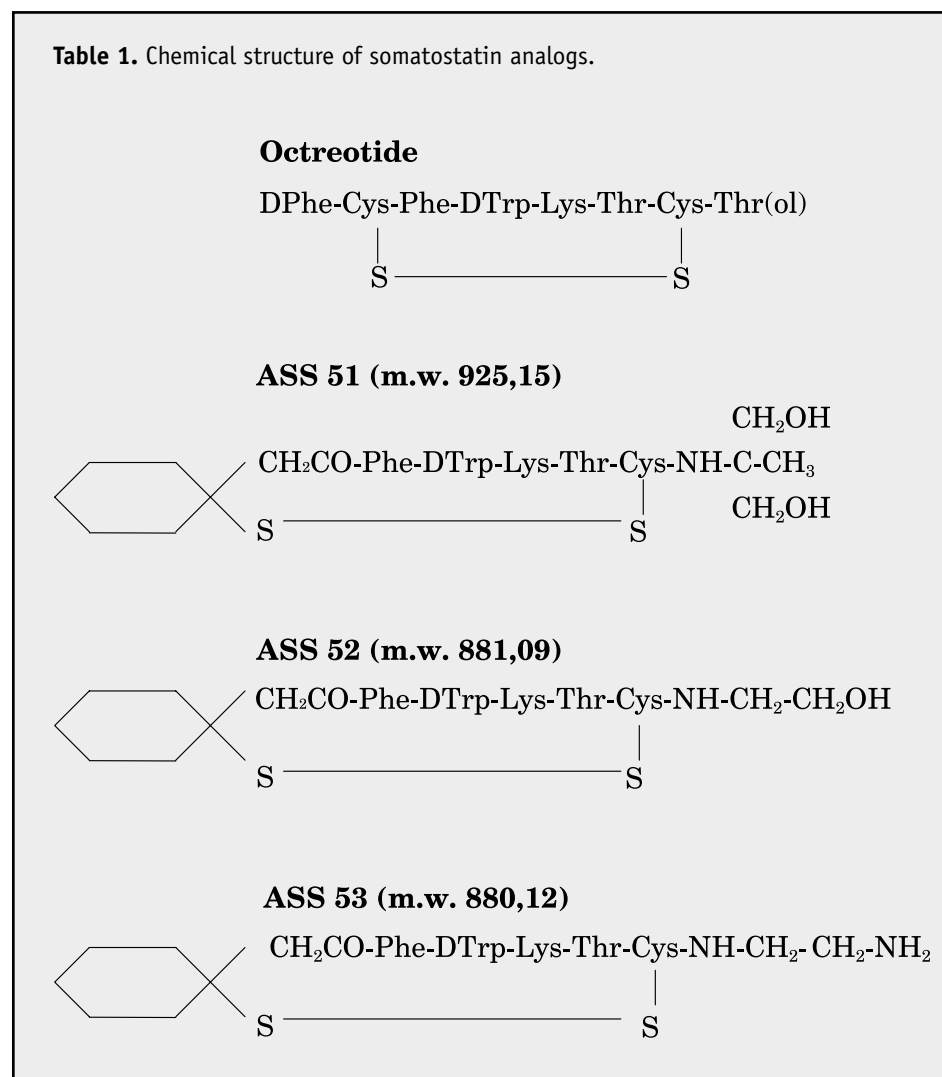 Table 1. Chemical structure of somatostatin analogs.
Octreotide
DPhe-Cys-Phe-DTrp-Lys-Thr-Cys-Thr(ol)
S S
ASS 51 (m.w. 925,15)
CH₂OH
CH₂CO-Phe-DTrp-Lys-Thr-Cys-NH-C-CH₃
CH₂OH
S S
ASS 52 (m.w. 881,09)
CH₂CO-Phe-DTrp-Lys-Thr-Cys-NH-CH₂-CH₂OH
S S
ASS 53 (m.w. 880,12)
CH₂CO-Phe-DTrp-Lys-Thr-Cys-NH-CH₂-CH₂-NH₂
S S